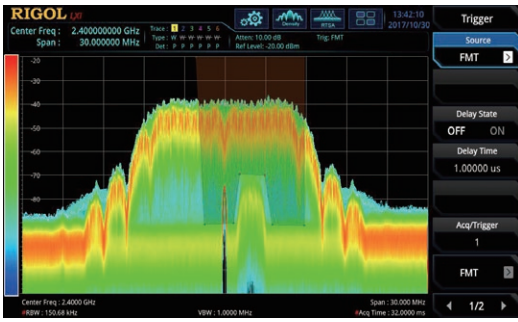 RIGOL LXI
Center Freq : 2.400000000 GHz
Span : 30.000000 MHz
Trace : 1 2 3 4 5 6
Type : W W W W W W
Det : P P P P P P
Atten: 10.00 dB
Trig: FMT
Ref Level: -20.00 dBm
Density
RTSA
13:42:10
2017/10/30
Trigger
Source
FMT
Delay State
OFF ON
Delay Time
1.00000 us
Acq/Trigger
1
FMT
1/2
-20
-30
-40
-50
-60
-70
-80
Center Freq : 2.4000 GHz
Span : 30.000 MHz
#RBW : 150.68 kHz
VBW : 1.0000 MHz
#Acq Time : 32.0000 ms